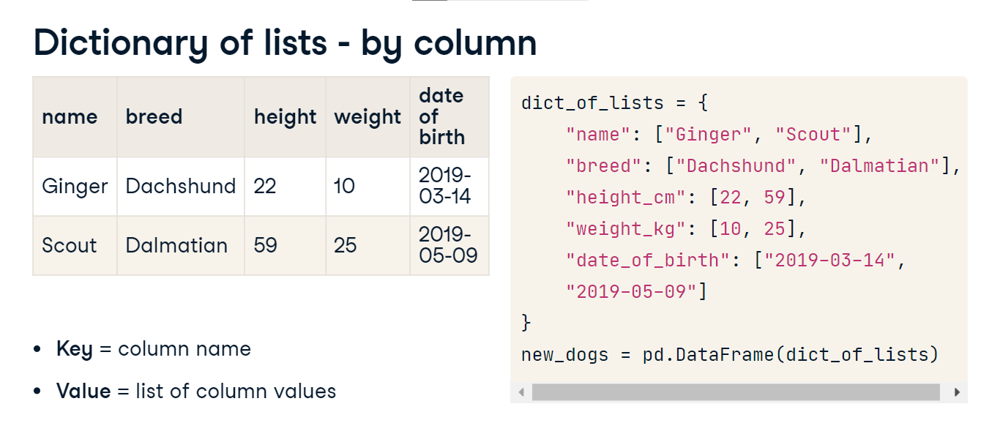 Dictionary of lists - by column
name breed height weight date of birth
Ginger Dachshund 22 10 2019-03-14
Scout Dalmatian 59 25 2019-05-09
• Key = column name
• Value = list of column values
dict_of_lists = {
    "name": ["Ginger", "Scout"],
    "breed": ["Dachshund", "Dalmatian"],
    "height_cm": [22, 59],
    "weight_kg": [10, 25],
    "date_of_birth": ["2019-03-14",
    "2019-05-09"]
}
new_dogs = pd.DataFrame(dict_of_lists)